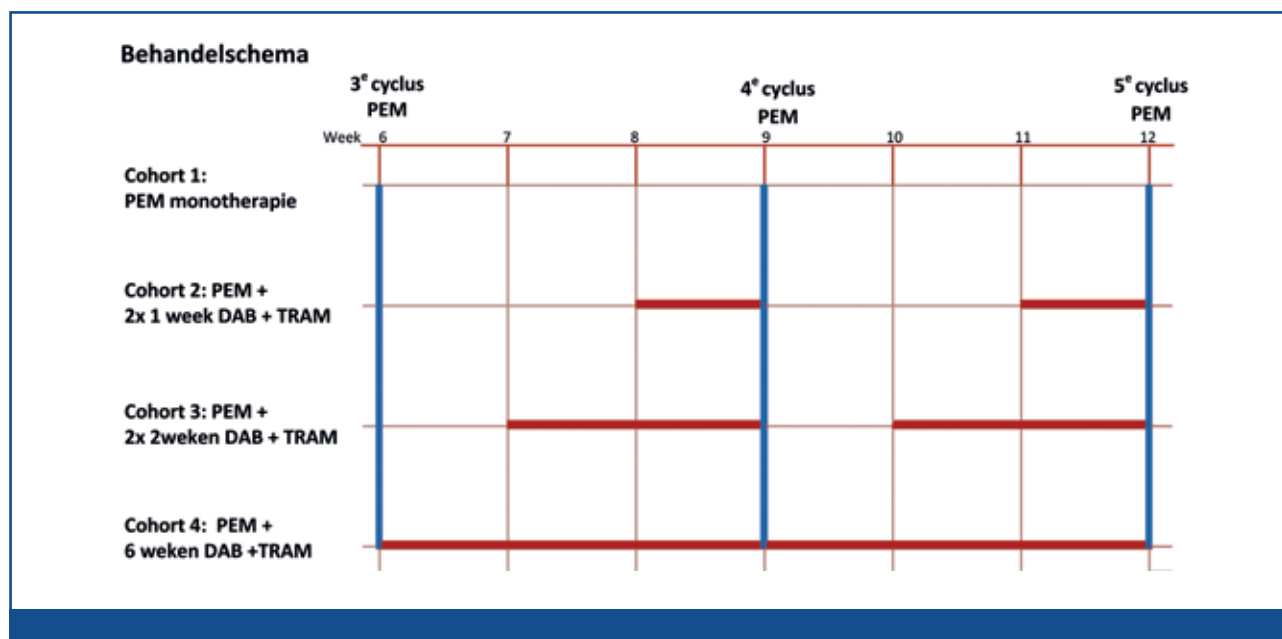 Behandelschema
3e cyclus
PEM
4e cyclus
PEM
5e cyclus
PEM
Week 6 7 8 9 10 11 12
Cohort 1:
PEM monotherapie
Cohort 2: PEM +
2x 1 week DAB + TRAM
Cohort 3: PEM +
2x 2weken DAB + TRAM
Cohort 4: PEM +
6 weken DAB +TRAM